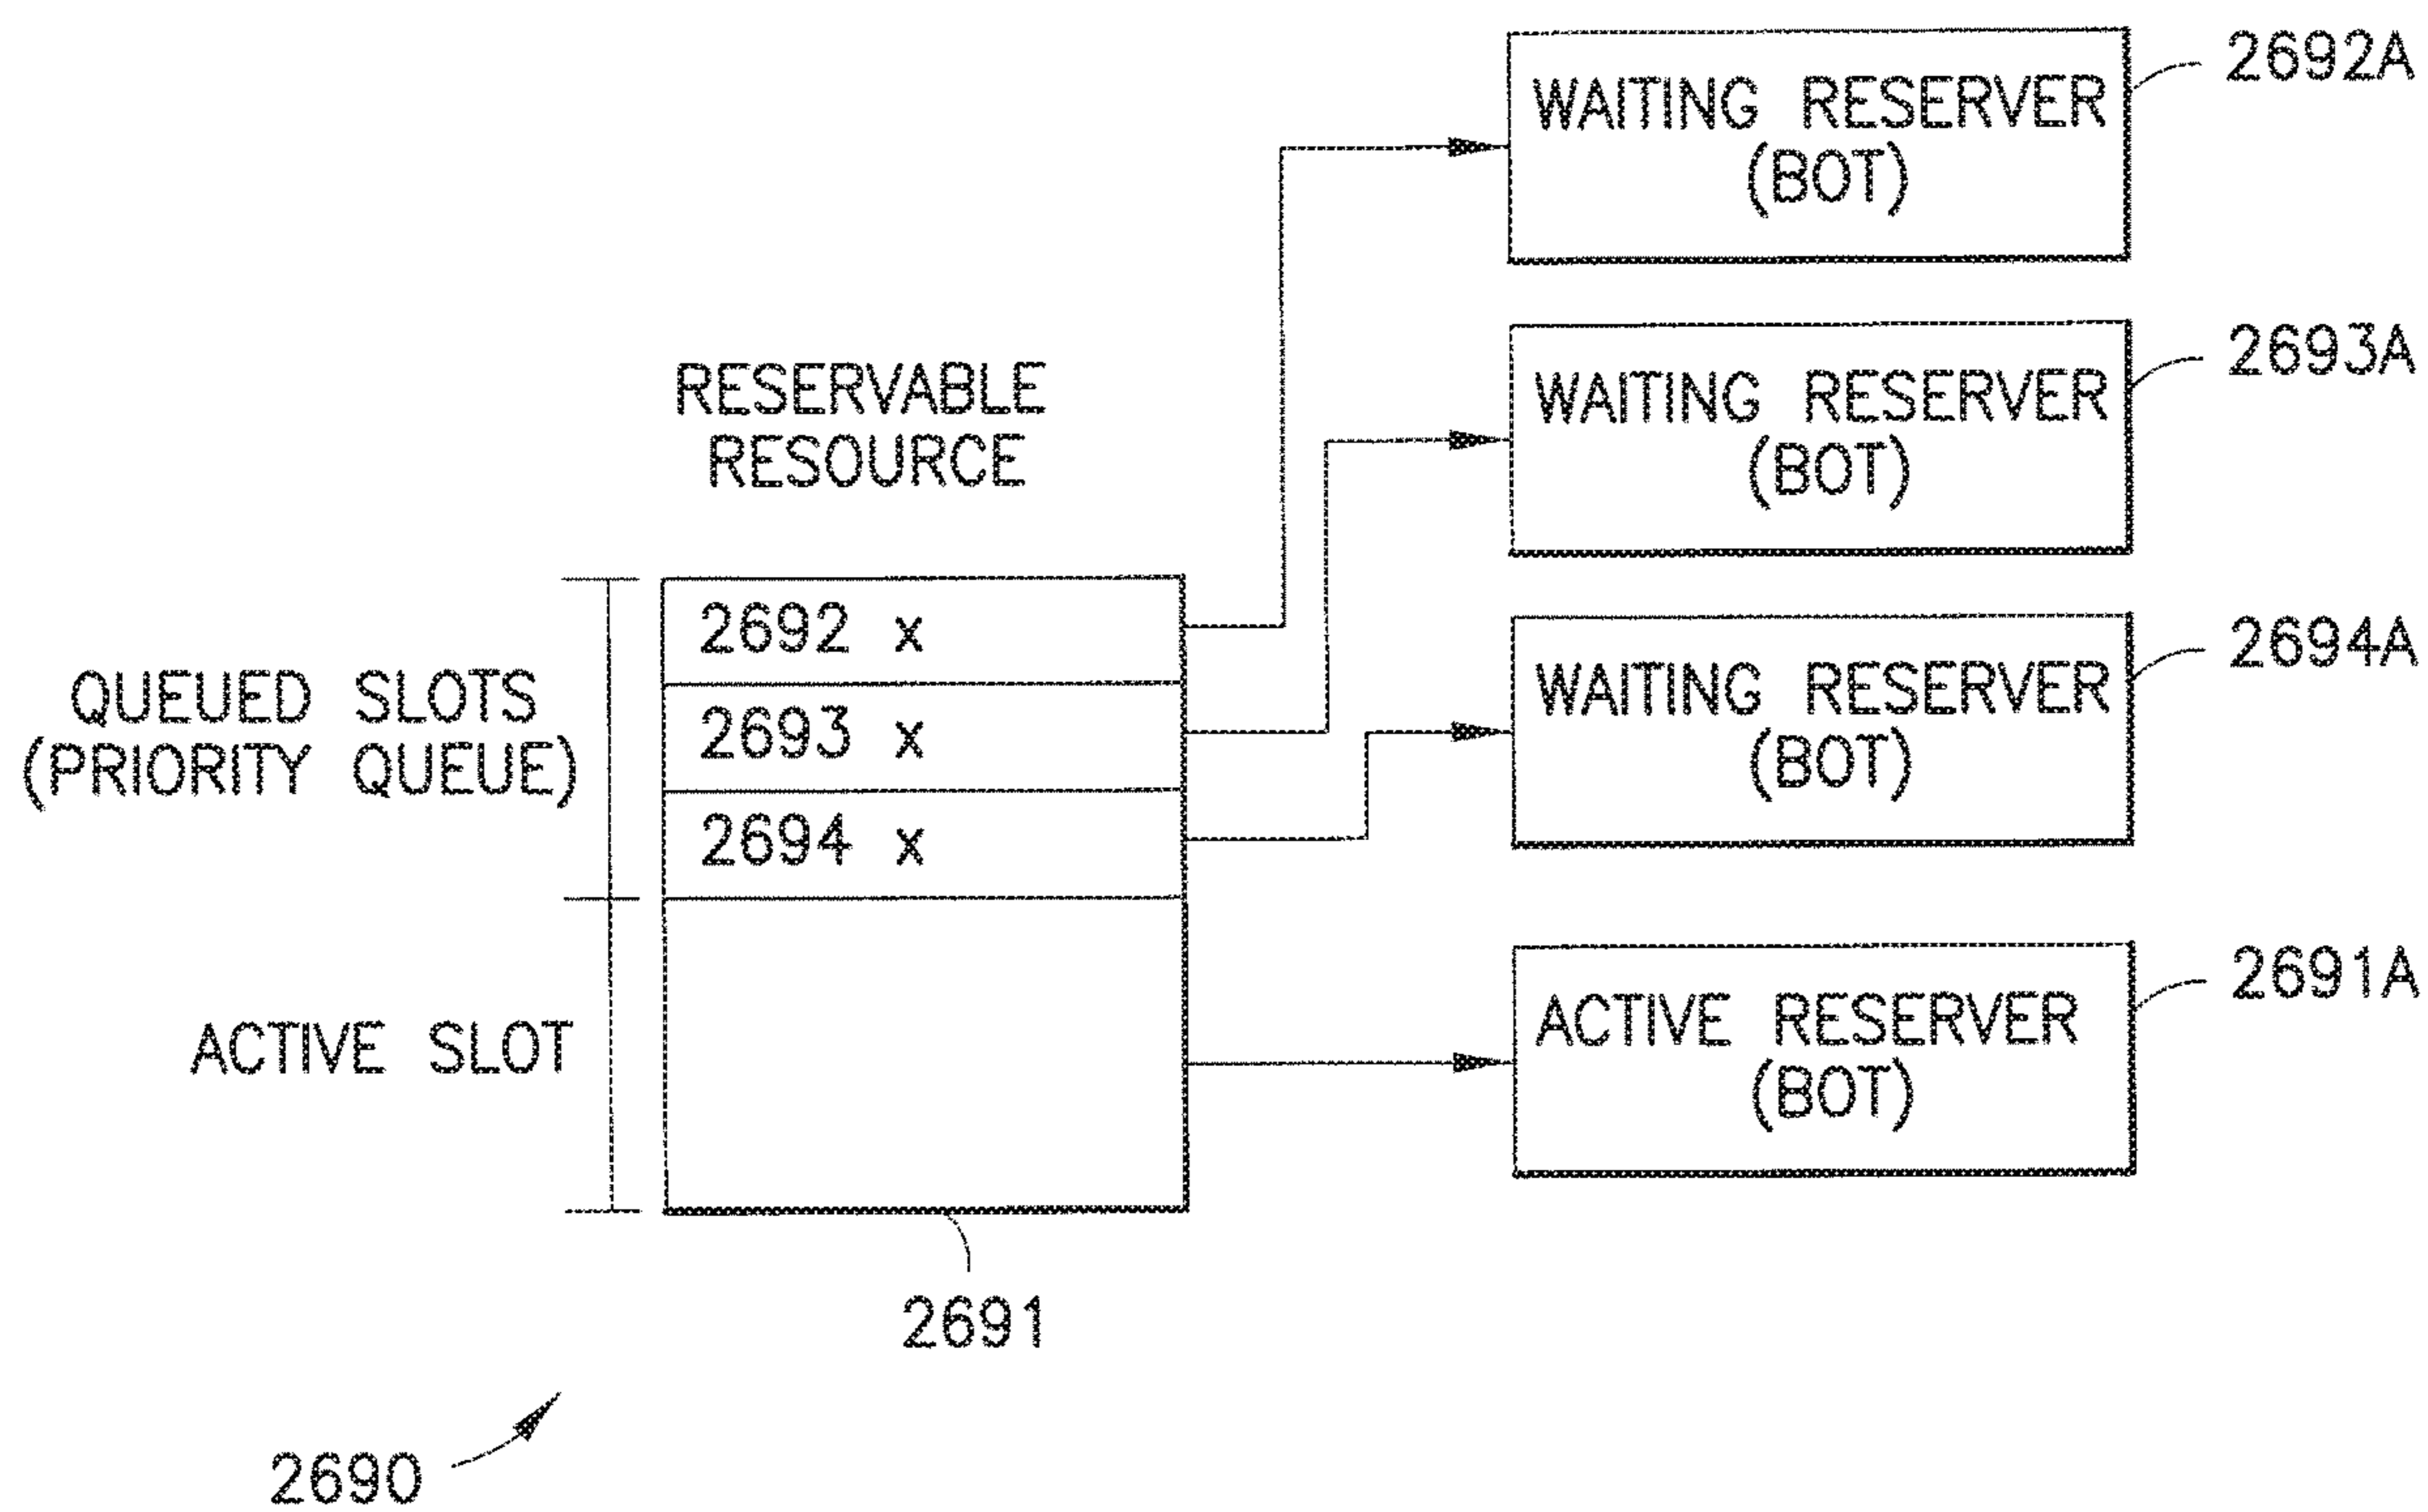 WAITING RESERVER
(BOT)
2692A
WAITING RESERVER
(BOT)
2693A
RESERVABLE
RESOURCE
2692 x
2693 x
2694 x
QUEUED SLOTS
(PRIORITY QUEUE)
WAITING RESERVER
(BOT)
2694A
ACTIVE SLOT
ACTIVE RESERVER
(BOT)
2691A
2691
2690